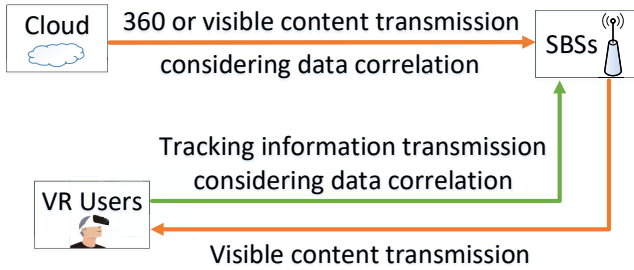 Cloud
360 or visible content transmission
considering data correlation
SBSs
Tracking information transmission
considering data correlation
VR Users
Visible content transmission